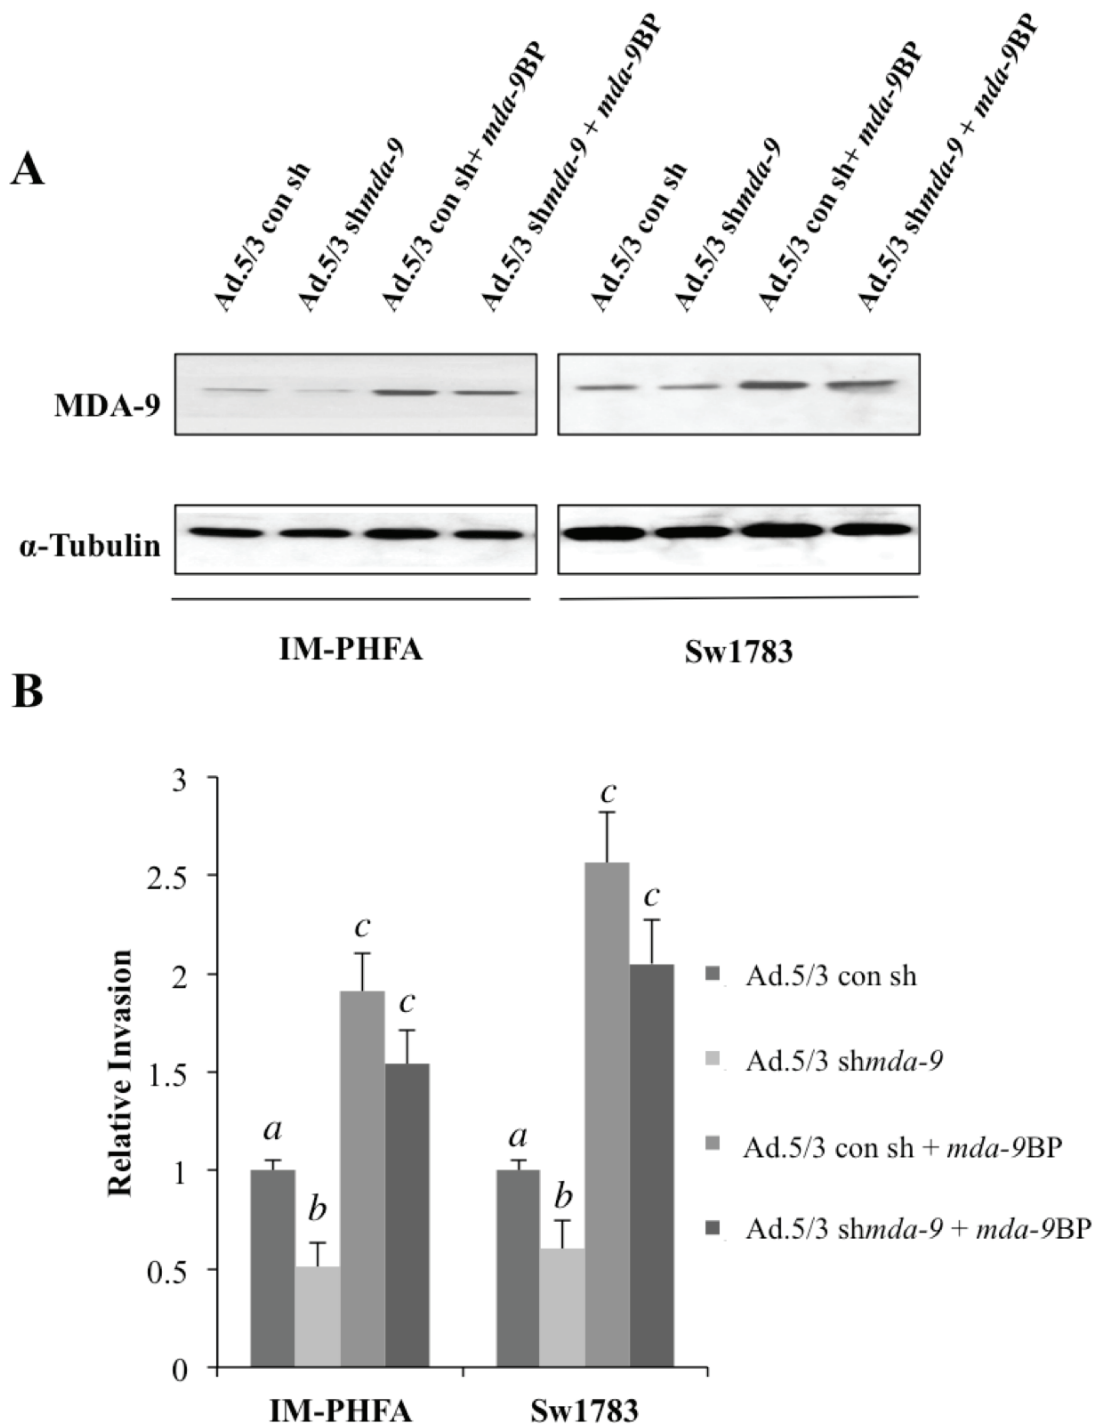 A
Ad.5/3 con sh
Ad.5/3 shmda-9
Ad.5/3 con sh+ mda-9BP
Ad.5/3 shmda-9 + mda-9BP
Ad.5/3 con sh
Ad.5/3 shmda-9
Ad.5/3 con sh+ mda-9BP
Ad.5/3 shmda-9 + mda-9BP
MDA-9
α-Tubulin
IM-PHFA
Sw1783
B
Relative Invasion
3
2.5
2
1.5
1
0.5
0
a
b
c
c
a
b
c
c
IM-PHFA
Sw1783
Ad.5/3 con sh
Ad.5/3 shmda-9
Ad.5/3 con sh + mda-9BP
Ad.5/3 shmda-9 + mda-9BP